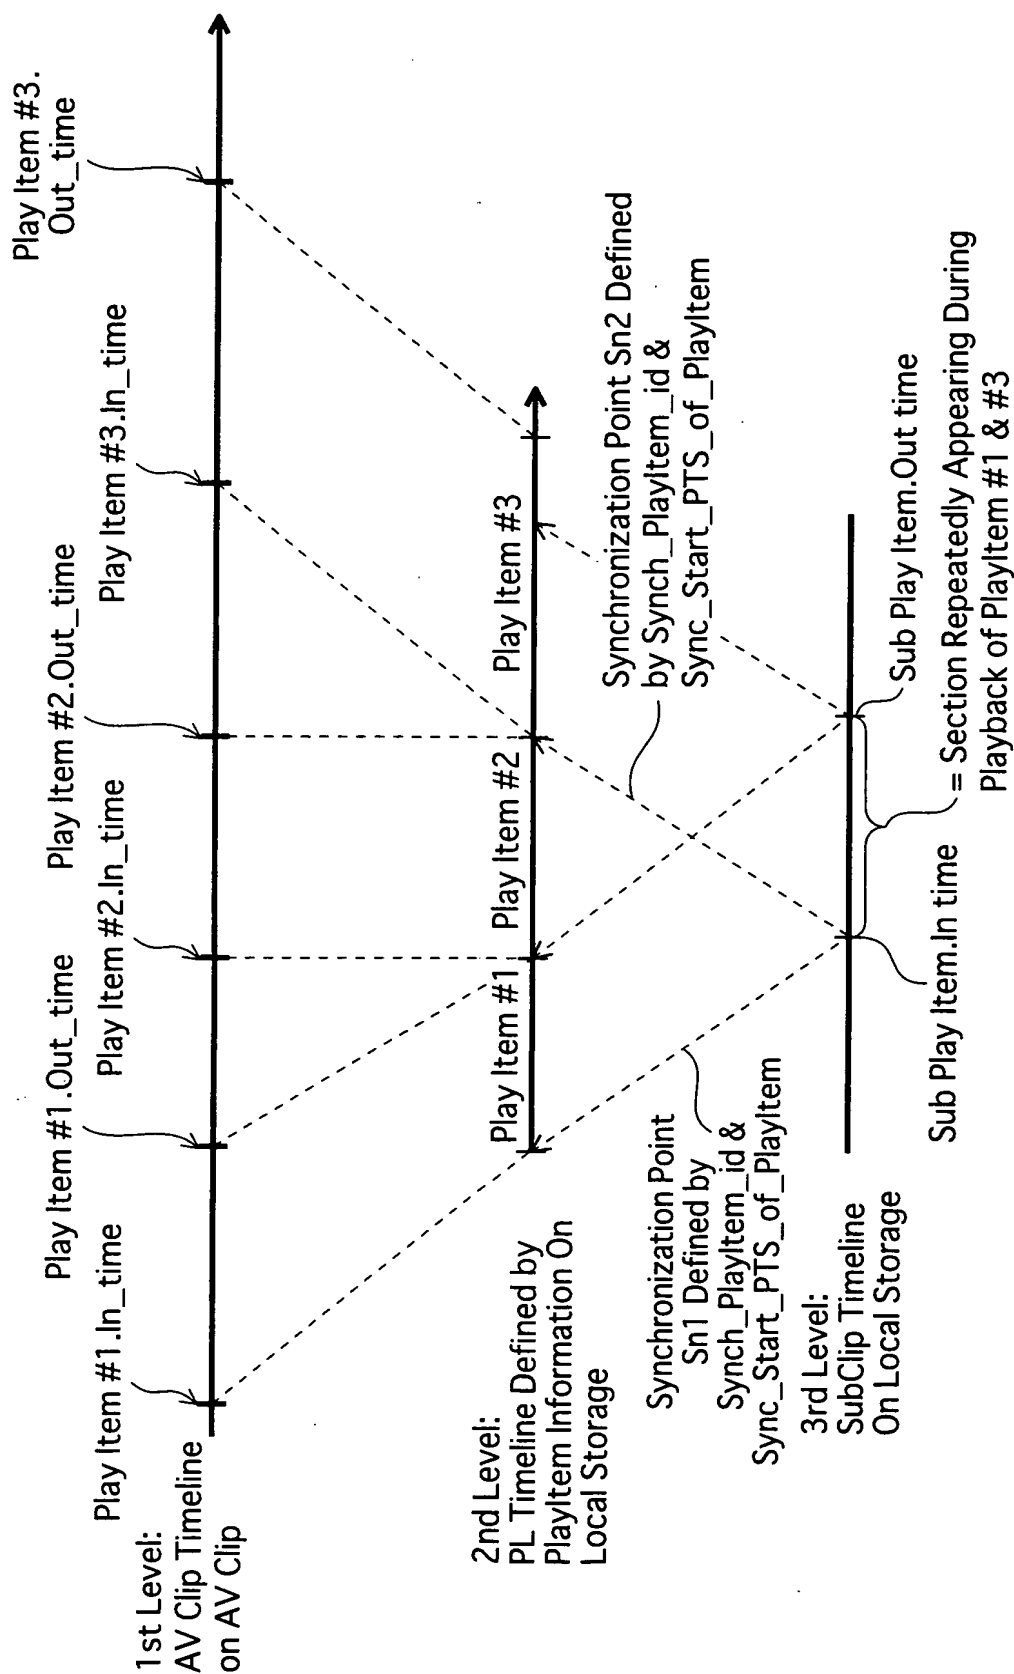 1st Level:
AV Clip Timeline
on AV Clip
Play Item #1.In_time
Play Item #1.Out_time
Play Item #2.In_time
Play Item #2.Out_time
Play Item #3.In_time
Play Item #3.
Out_time
2nd Level:
PL Timeline Defined by
PlayItem Information On
Local Storage
Play Item #1
Play Item #2
Play Item #3
Synchronization Point
Sn1 Defined by
Synch_PlayItem_id &
Sync_Start_PTS_of_PlayItem
Synchronization Point Sn2 Defined
by Synch_PlayItem_id &
Sync_Start_PTS_of_PlayItem
3rd Level:
SubClip Timeline
On Local Storage
Sub Play Item.In time
Sub Play Item.Out time
= Section Repeatedly Appearing During
Playback of PlayItem #1 & #3